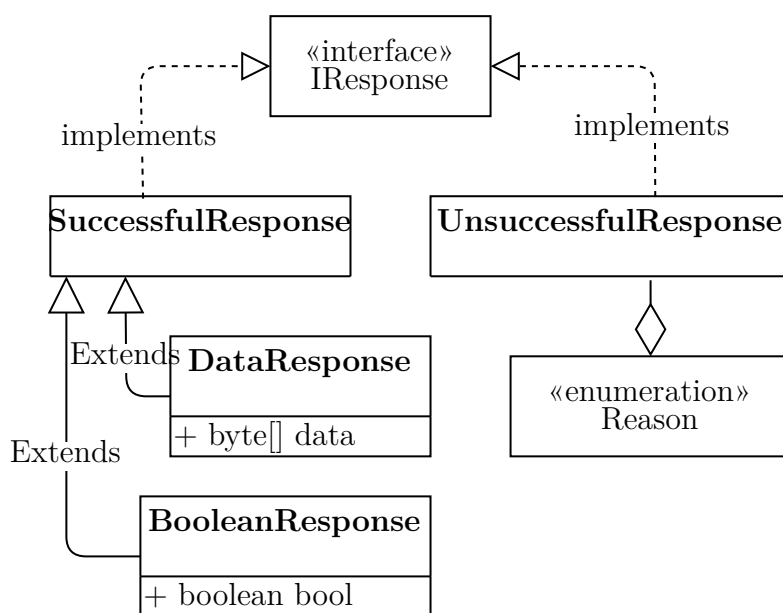 «interface»
IResponse
implements
implements
SuccessfulResponse
UnsuccessfulResponse
Extends
DataResponse
+ byte[] data
«enumeration»
Reason
Extends
BooleanResponse
+ boolean bool